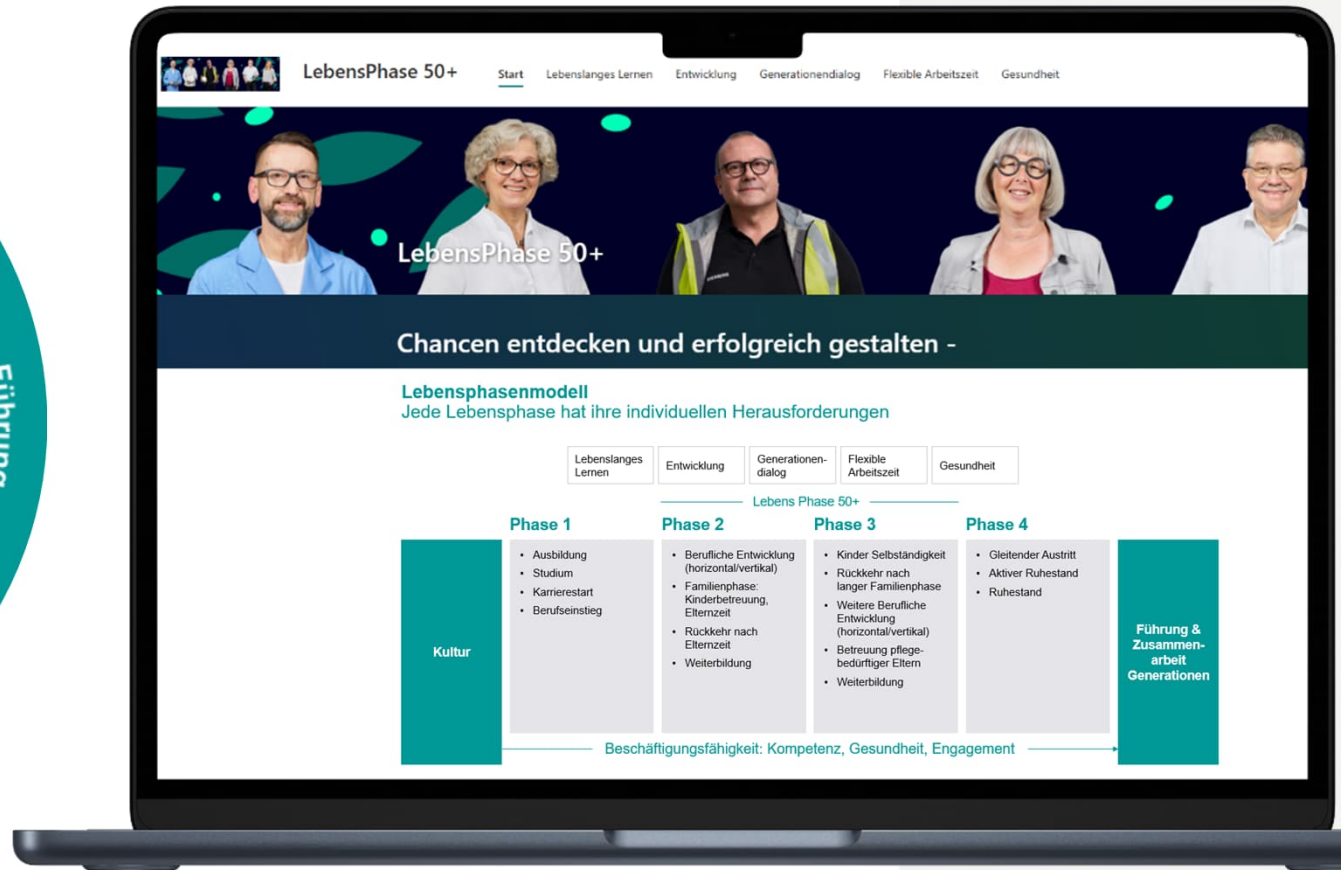 Führung
LebensPhase 50+
Start
Lebenslanges Lernen
Entwicklung
Generationendialog
Flexible Arbeitszeit
Gesundheit
SIEMENS
LebensPhase 50+
Chancen entdecken und erfolgreich gestalten -
Lebensphasenmodell
Jede Lebensphase hat ihre individuellen Herausforderungen
Lebenslanges
Lernen
Entwicklung
Generationen-
dialog
Flexible
Arbeitszeit
Gesundheit
Lebens Phase 50+
Kultur
Phase 1
• Ausbildung
• Studium
• Karrierestart
• Berufseinstieg
Phase 2
• Berufliche Entwicklung
(horizontal/vertikal)
• Familienphase:
Kinderbetreuung,
Elternzeit
• Rückkehr nach
Elternzeit
• Weiterbildung
Phase 3
• Kinder Selbständigkeit
• Rückkehr nach
langer Familienphase
• Weitere Berufliche
Entwicklung
(horizontal/vertikal)
• Betreuung pflege-
bedürftiger Eltern
• Weiterbildung
Phase 4
• Gleitender Austritt
• Aktiver Ruhestand
• Ruhestand
Führung &
Zusammen-
arbeit
Generationen
Beschäftigungsfähigkeit: Kompetenz, Gesundheit, Engagement